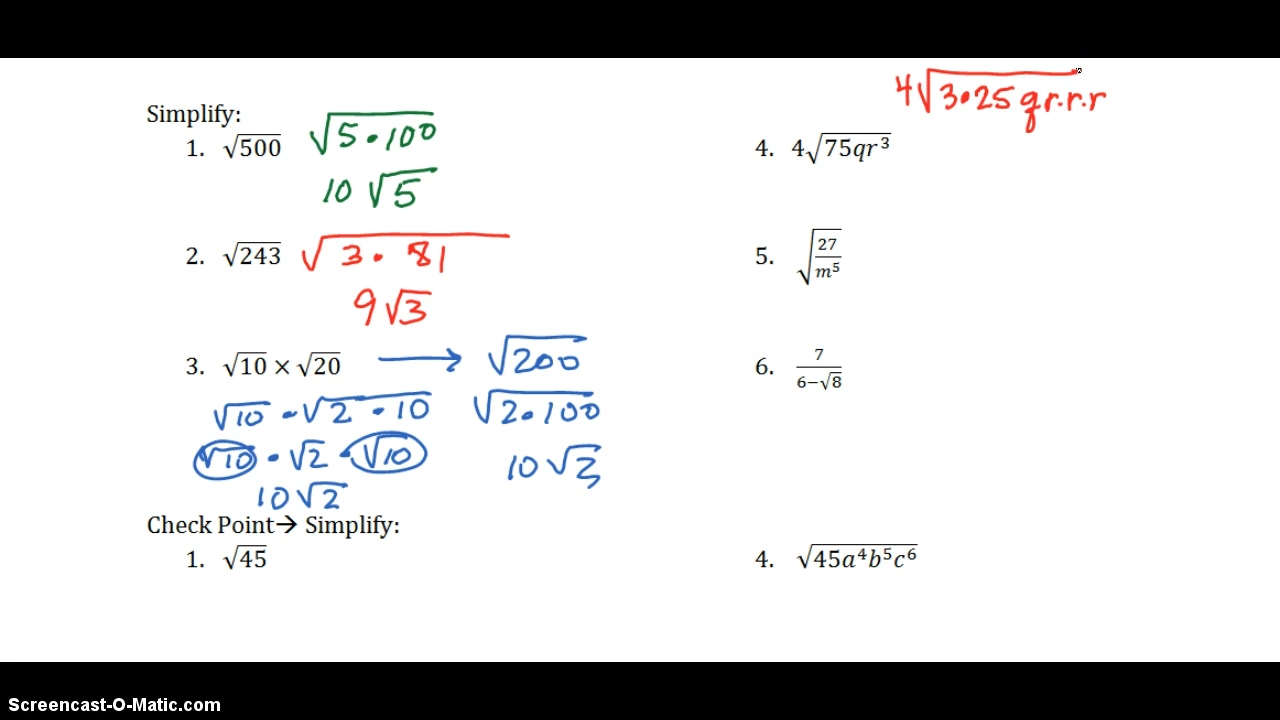 Simplify:
1. √500 √5•100
10 √5
2. √243 √3• 81
9√3
3. √10 × √20 → √200
√10 • √2 • 10 √2•100
√10 • √2 • √10 10√2
10√2
Check Point→ Simplify:
1. √45
4√3•25qr.r.r
4. 4√75qr³
5. √27/m⁵
6. 7/6−√8
4. √45a⁴b⁵c⁶
Screencast-O-Matic.com